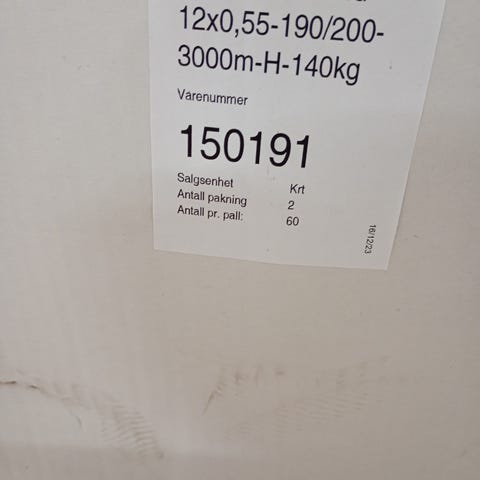 12x0,55-190/200-
3000m-H-140kg
Varenummer
150191
Salgsenhet Krt
Antall pakning 2
Antall pr. pall: 60
16/12/23